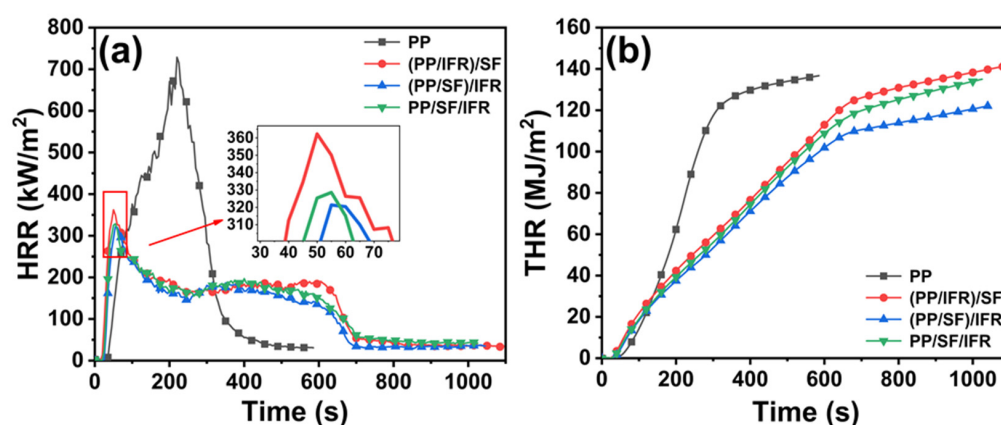 (a)
PP
(PP/IFR)/SF
(PP/SF)/IFR
PP/SF/IFR
HRR (kW/m²)
800
700
600
500
400
300
200
100
0
360
350
340
330
320
310
30 40 50 60 70
0 200 400 600 800 1000
Time (s)
(b)
THR (MJ/m²)
160
140
120
100
80
60
40
20
0
PP
(PP/IFR)/SF
(PP/SF)/IFR
PP/SF/IFR
0 200 400 600 800 1000
Time (s)